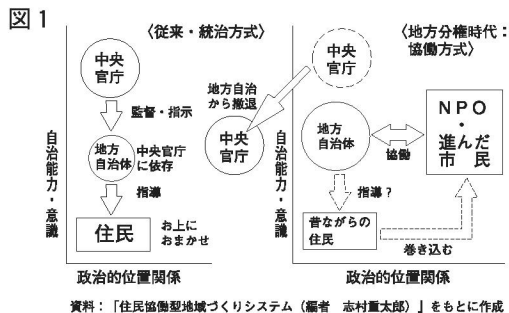 図1
〈従来・統治方式〉
中央
官庁
監督・指示
地方
自治体
中央官庁
に依存
指導
住民
お上に
おまかせ
自治能力・意識
政治的位置関係
〈地方分権時代：
協働方式〉
中央
官庁
地方自治
から撤退
中央
官庁
地方
自治体
協働
NPO
・
進んだ
市　民
指導？
昔ながらの
住民
巻き込む
自治能力・意識
政治的位置関係
資料：「住民協働型地域づくりシステム（編者　志村重太郎）」をもとに作成